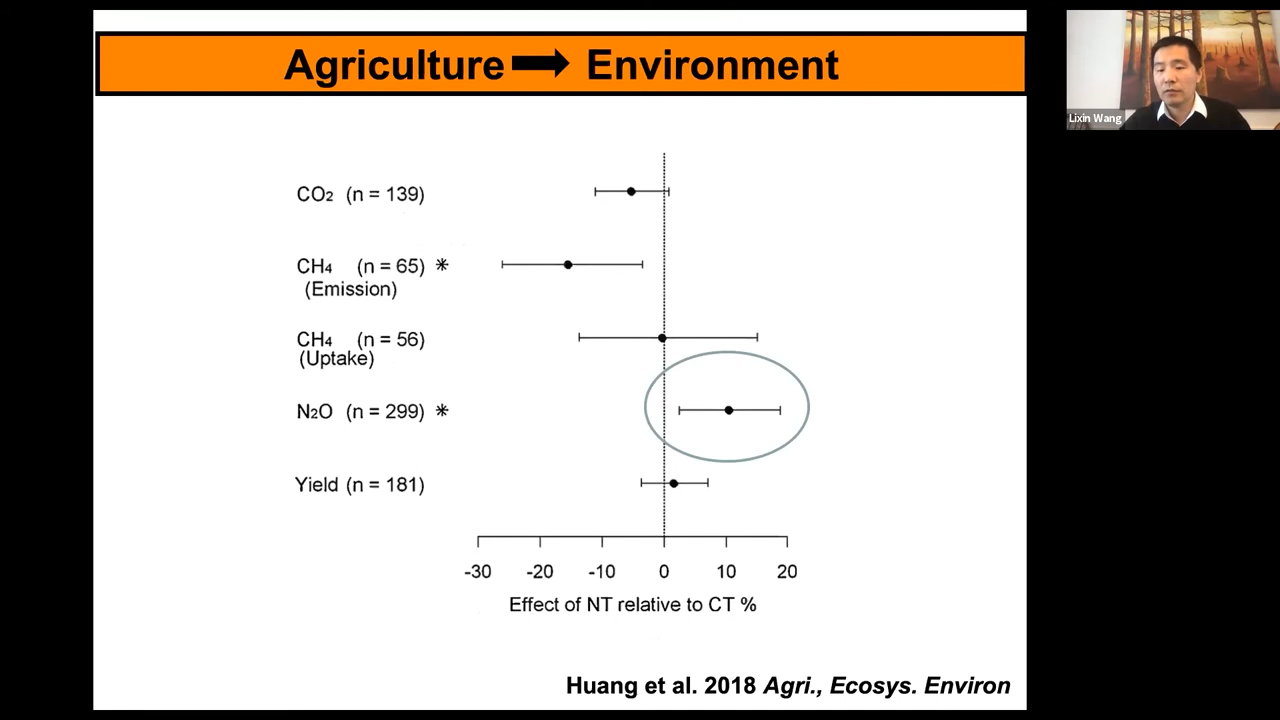 Agriculture → Environment
Lixin Wang
CO₂ (n = 139)
CH₄ (n = 65) *
(Emission)
CH₄ (n = 56)
(Uptake)
N₂O (n = 299) *
Yield (n = 181)
-30 -20 -10 0 10 20
Effect of NT relative to CT %
Huang et al. 2018 Agri., Ecosys. Environ